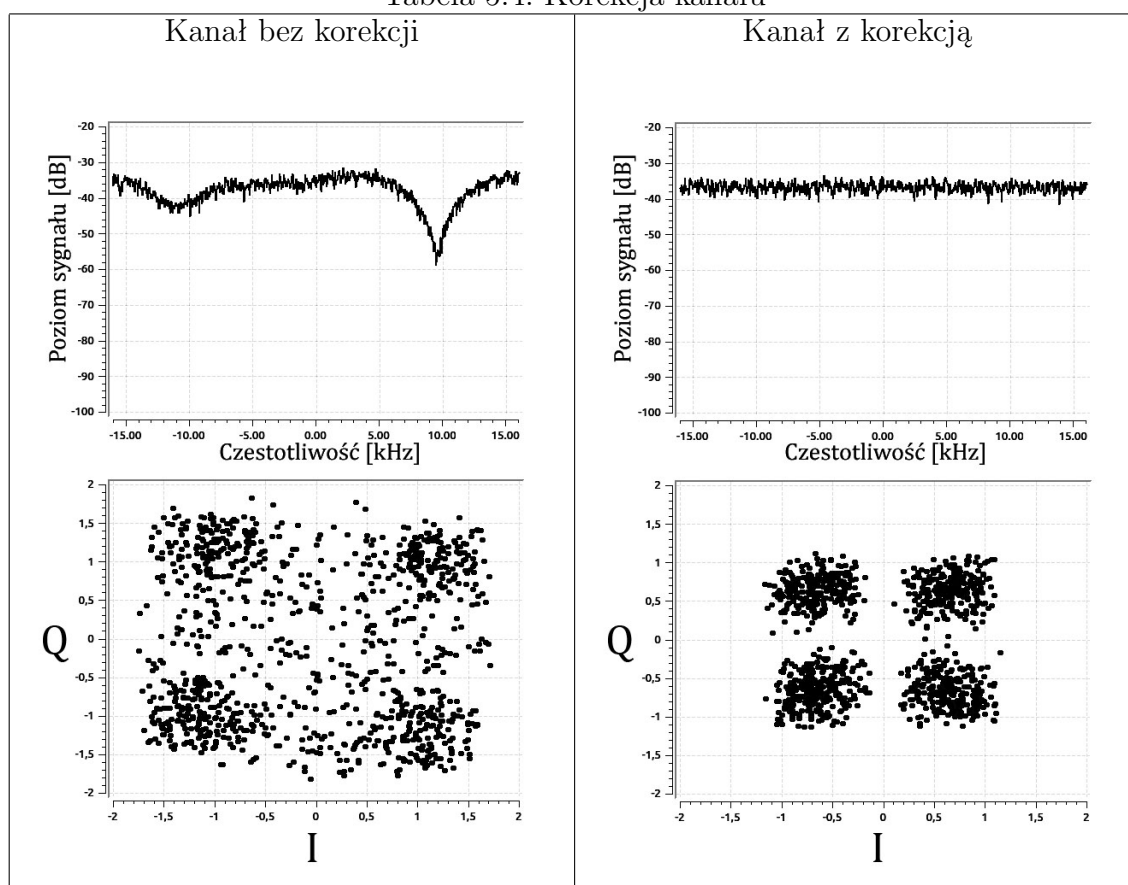 Tabela 5.4: Korekcja kanału
Kanał bez korekcji
Kanał z korekcją
-20
-30
-40
-50
-60
-70
-80
-90
-100
Poziom sygnału [dB]
-15.00 -10.00 -5.00 0.00 5.00 10.00 15.00
Czestotliwość [kHz]
-20
-30
-40
-50
-60
-70
-80
-90
-100
Poziom sygnału [dB]
-15.00 -10.00 -5.00 0.00 5.00 10.00 15.00
Czestotliwość [kHz]
2
1,5
1
0,5
0
-0,5
-1
-1,5
-2
Q
-2 -1,5 -1 -0,5 0 0,5 1 1,5 2
I
2
1,5
1
0,5
0
-0,5
-1
-1,5
-2
Q
-2 -1,5 -1 -0,5 0 0,5 1 1,5 2
I